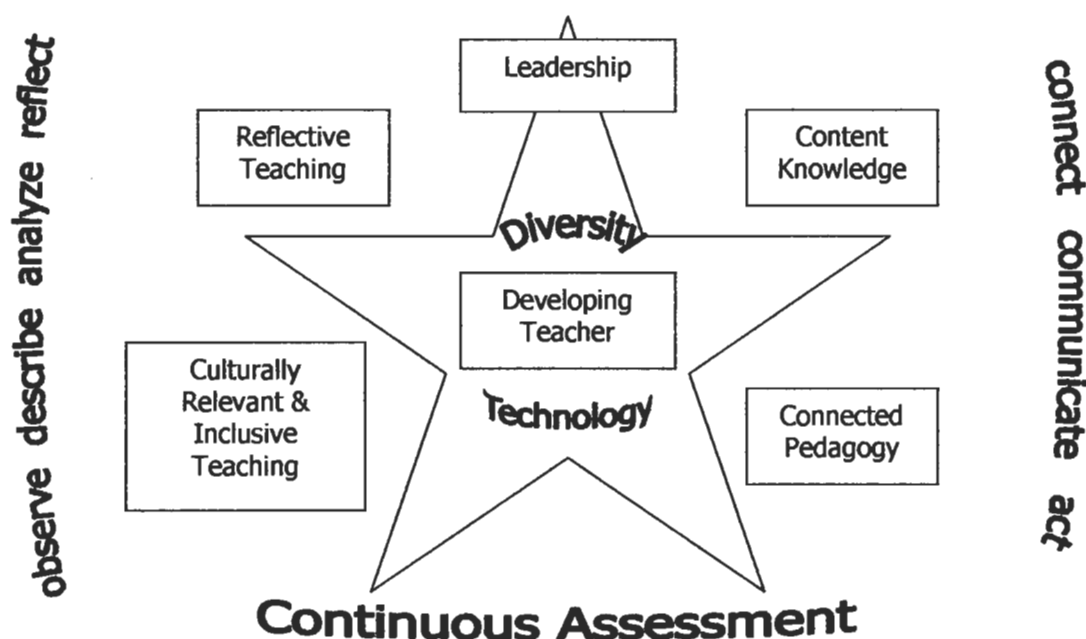 observe describe analyze reflect
Leadership
Reflective
Teaching
Content
Knowledge
Diversity
Developing
Teacher
Culturally
Relevant &
Inclusive
Teaching
Technology
Connected
Pedagogy
connect communicate act
Continuous Assessment